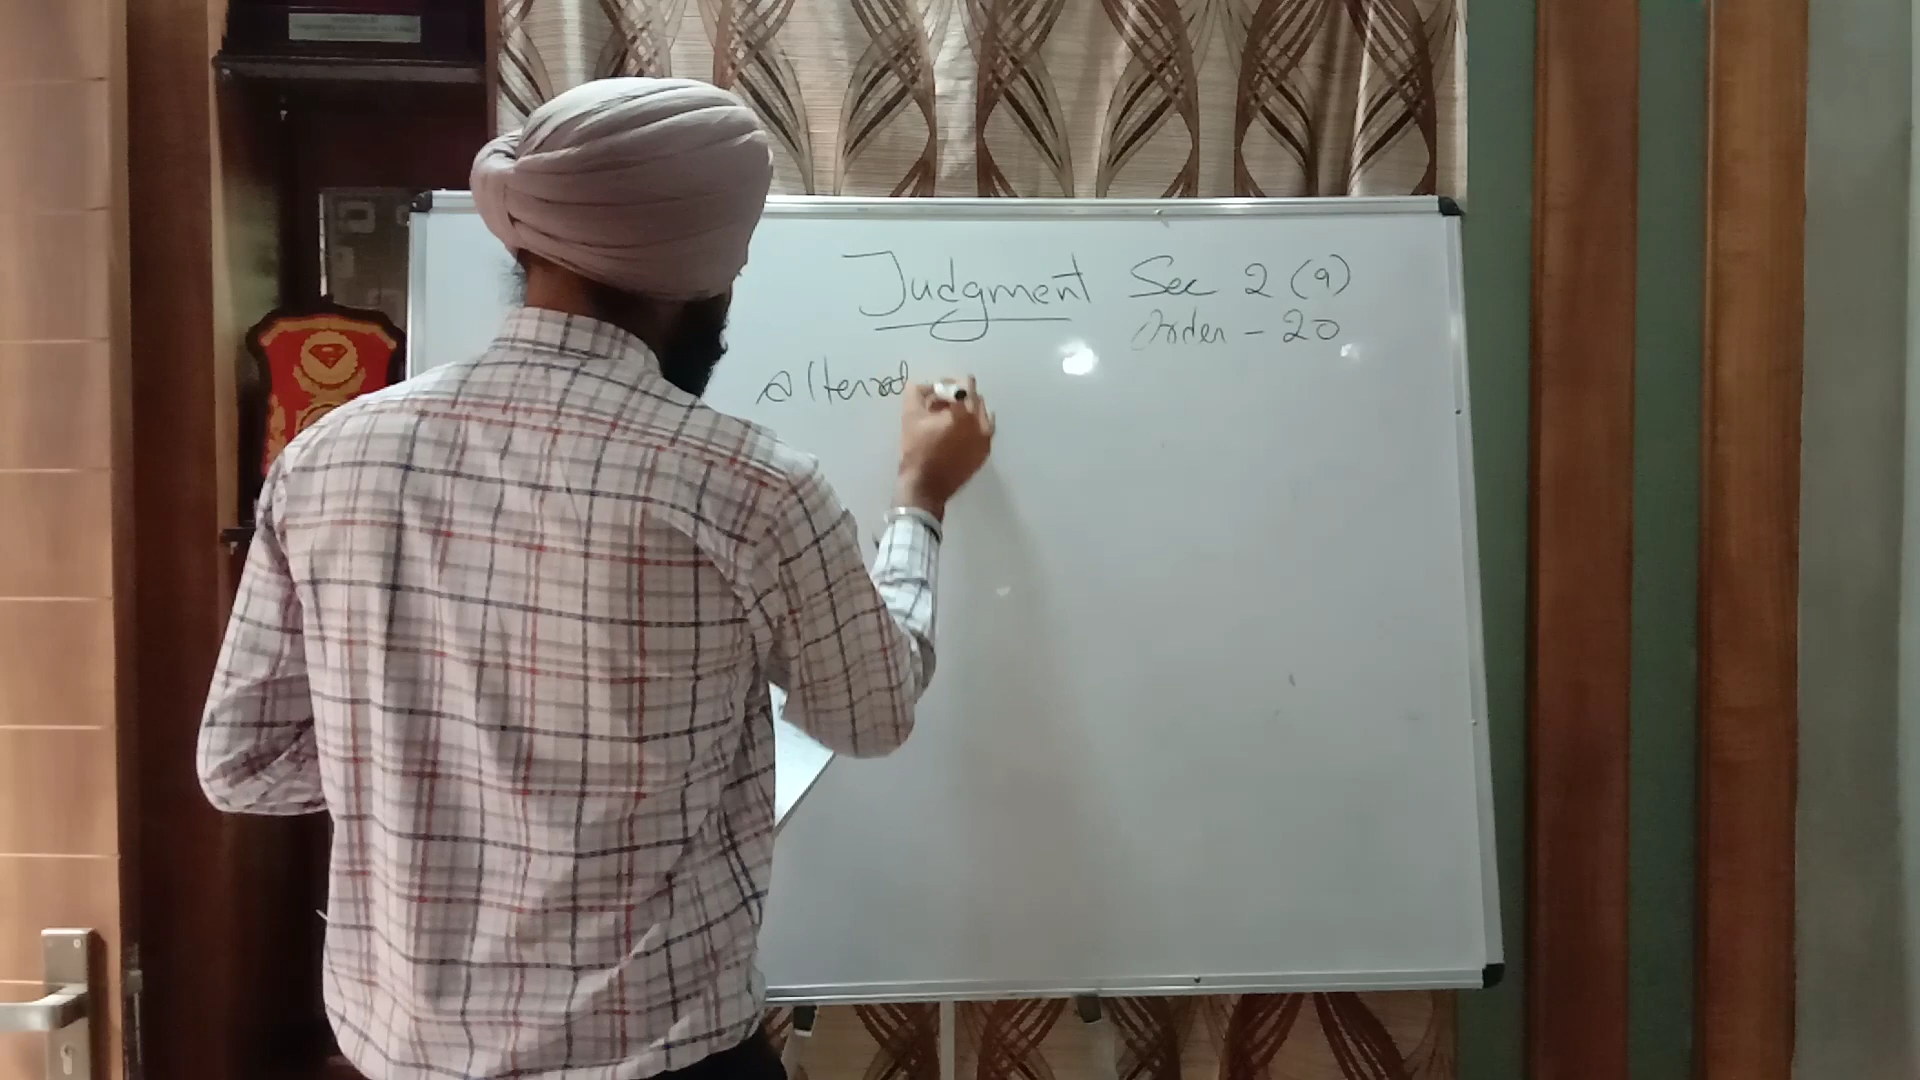 Judgment Sec 2 (9)
Order - 20
altered